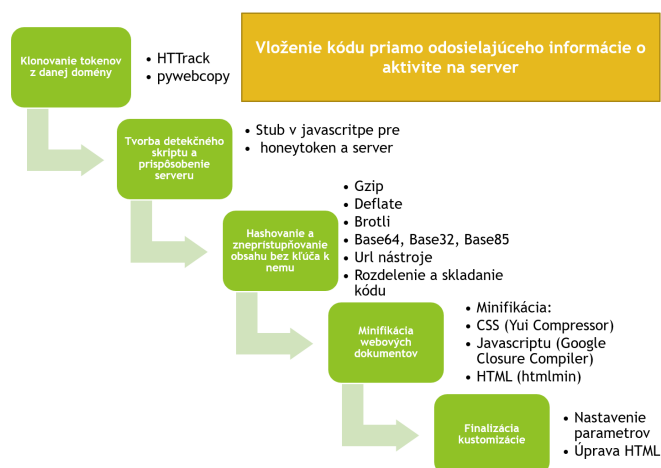 Klonovanie tokenov
z danej domény
• HTTrack
• pywebcopy
Vloženie kódu priamo odosielajúceho informácie o
aktivite na server
Tvorba detekčného
skriptu a
prispôsobenie
serveru
• Stub v javascritpe pre
• honeytoken a server
Hashovanie a
znepristupňovanie
obsahu bez kľúča k
nemu
• Gzip
• Deflate
• Brotli
• Base64, Base32, Base85
• Url nástroje
• Rozdelenie a skladanie
kódu
Minifikácia
webových
dokumentov
• Minifikácia:
• CSS (Yui Compressor)
• Javascriptu (Google
Closure Compiler)
• HTML (htmlmin)
Finalizácia
kustomizácie
• Nastavenie
parametrov
• Úprava HTML